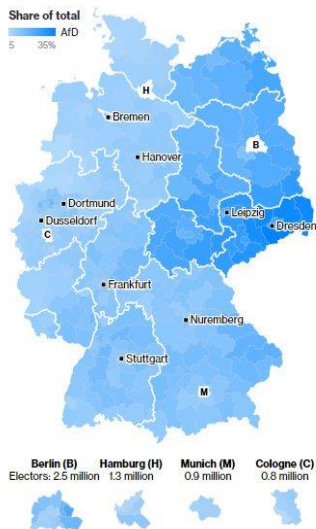 Share of total
AfD
5 35%
H
Bremen
Hanover
B
Dortmund
Dusseldorf
C
Leipzig
Dresden
Frankfurt
Nuremberg
Stuttgart
M
Berlin (B) Hamburg (H) Munich (M) Cologne (C)
Electors: 2.5 million 1.3 million 0.9 million 0.8 million